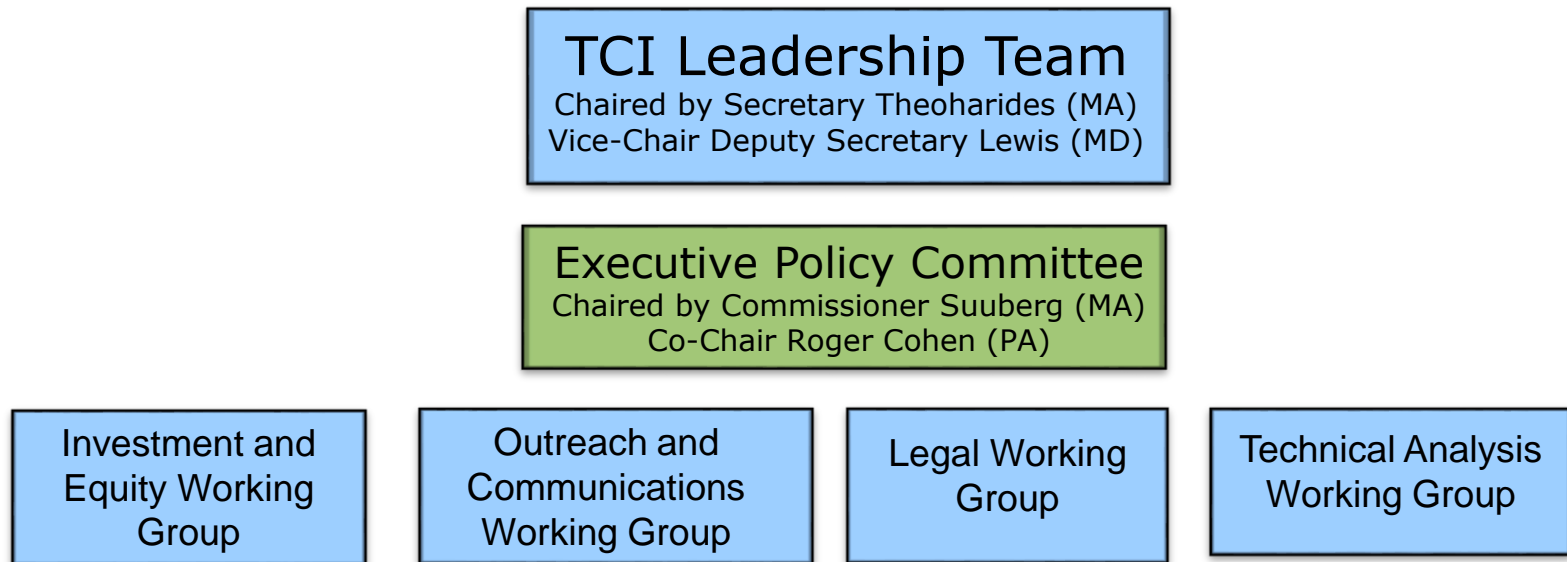 TCI Leadership Team
Chaired by Secretary Theoharides (MA)
Vice-Chair Deputy Secretary Lewis (MD)
Executive Policy Committee
Chaired by Commissioner Suuberg (MA)
Co-Chair Roger Cohen (PA)
Investment and
Equity Working
Group
Outreach and
Communications
Working Group
Legal Working
Group
Technical Analysis
Working Group